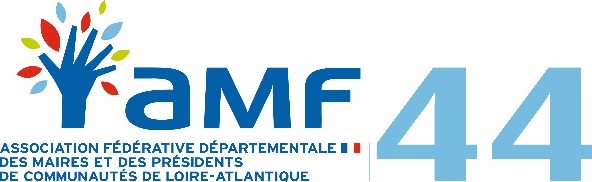 aMF 44
ASSOCIATION FÉDÉRATIVE DÉPARTEMENTALE
DES MAIRES ET DES PRÉSIDENTS
DE COMMUNAUTÉS DE LOIRE-ATLANTIQUE